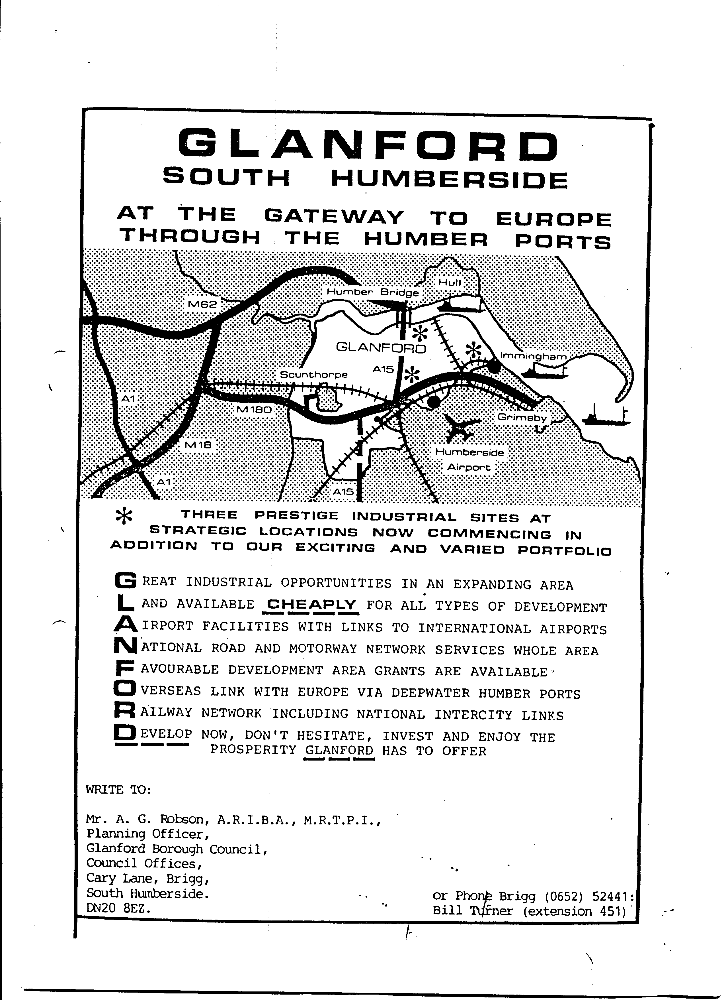 GLANFORD
SOUTH HUMBERSIDE
AT THE GATEWAY TO EUROPE
THROUGH THE HUMBER PORTS
Hull
Humber Bridge
M62
GLANFORD
Immingham
A15
Scunthorpe
A1
M180
Grimsby
M18
Humberside
Airport
A1
A15
* THREE PRESTIGE INDUSTRIAL SITES AT
STRATEGIC LOCATIONS NOW COMMENCING IN
ADDITION TO OUR EXCITING AND VARIED PORTFOLIO
GREAT INDUSTRIAL OPPORTUNITIES IN AN EXPANDING AREA
LAND AVAILABLE CHEAPLY FOR ALL TYPES OF DEVELOPMENT
AIRPORT FACILITIES WITH LINKS TO INTERNATIONAL AIRPORTS
NATIONAL ROAD AND MOTORWAY NETWORK SERVICES WHOLE AREA
FAVOURABLE DEVELOPMENT AREA GRANTS ARE AVAILABLE
OVERSEAS LINK WITH EUROPE VIA DEEPWATER HUMBER PORTS
RAILWAY NETWORK INCLUDING NATIONAL INTERCITY LINKS
DEVELOP NOW, DON'T HESITATE, INVEST AND ENJOY THE
PROSPERITY GLANFORD HAS TO OFFER
WRITE TO:
Mr. A. G. Robson, A.R.I.B.A., M.R.T.P.I.,
Planning Officer,
Glanford Borough Council,
Council Offices,
Cary Lane, Brigg,
South Humberside.
DN20 8EZ.
or Phone Brigg (0652) 52441:
Bill Turner (extension 451)